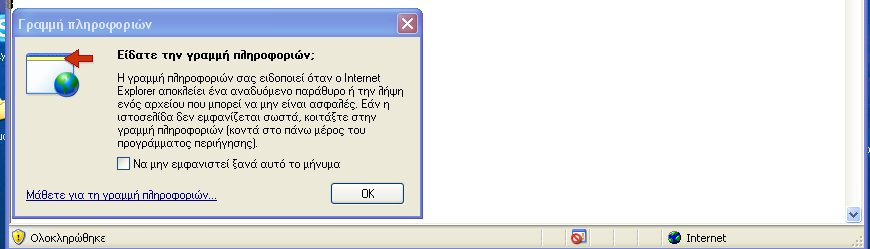 Γραμμή πληροφοριών
Είδατε την γραμμή πληροφοριών;
Η γραμμή πληροφοριών σας ειδοποιεί όταν ο Internet
Explorer αποκλείει ένα αναδυόμενο παράθυρο ή την λήψη
ενός αρχείου που μπορεί να μην είναι ασφαλές. Εάν η
ιστοσελίδα δεν εμφανίζεται σωστά, κοιτάξτε στην
γραμμή πληροφοριών (κοντά στο πάνω μέρος του
προγράμματος περιήγησης).
Να μην εμφανιστεί ξανά αυτό το μήνυμα
Μάθετε για τη γραμμή πληροφοριών...
OK
Ολοκληρώθηκε
Internet